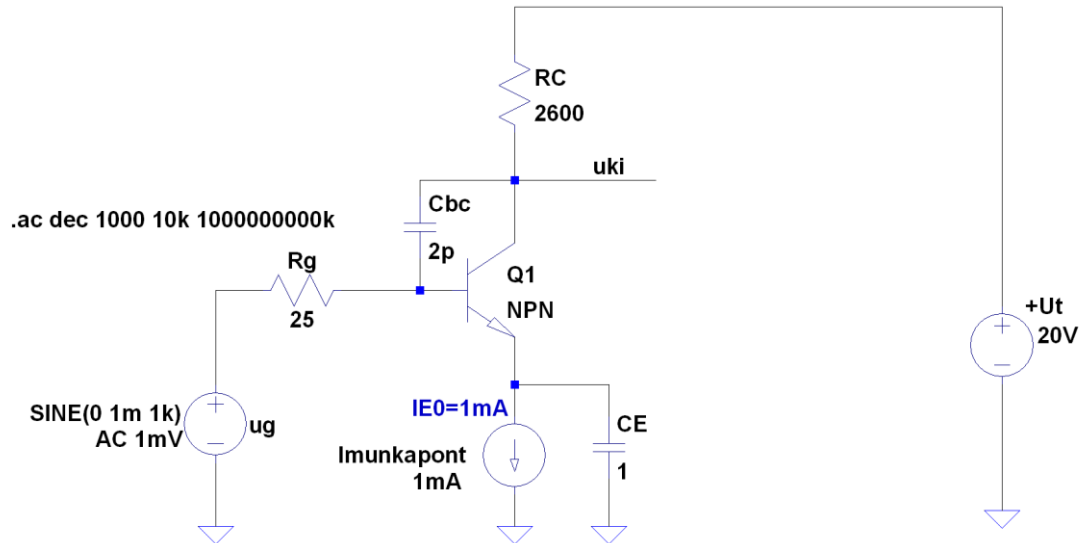 RC
2600
uki
Cbc
2p
.ac dec 1000 10k 1000000000k
Rg
25
Q1
NPN
+Ut
20V
SINE(0 1m 1k)
AC 1mV
ug
IE0=1mA
Imunkapont
1mA
CE
1